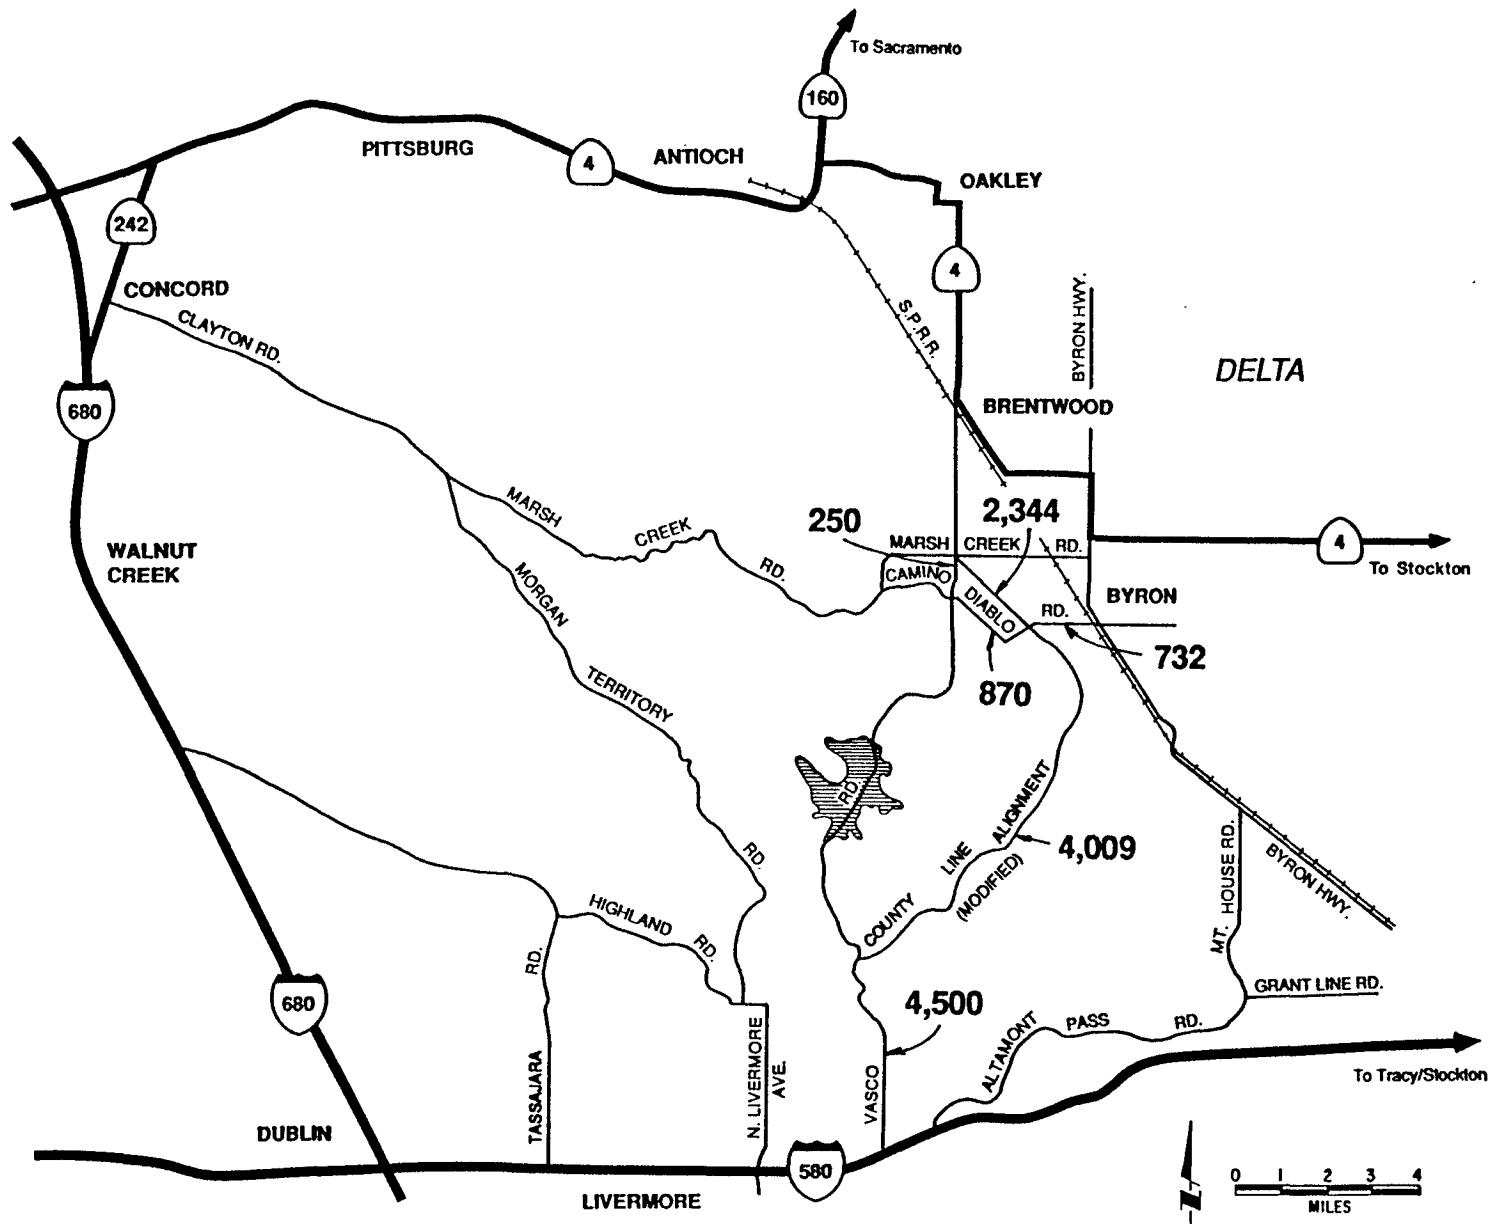 To Sacramento
160
PITTSBURG
4
ANTIOCH
OAKLEY
242
4
CONCORD
CLAYTON RD.
S.P.R.R.
BYRON HWY.
DELTA
680
BRENTWOOD
MARSH CREEK RD.
250
2,344
MARSH CREEK RD.
4
To Stockton
WALNUT
CREEK
CAMINO DIABLO RD.
BYRON
MORGAN TERRITORY RD.
732
870
RD.
COUNTY LINE ALIGNMENT
(MODIFIED)
4,009
MT. HOUSE RD.
BYRON HWY.
HIGHLAND RD.
680
TASSAJARA RD.
N. LIVERMORE
AVE.
4,500
VASCO
ALTAMONT PASS RD.
GRANT LINE RD.
To Tracy/Stockton
DUBLIN
580
LIVERMORE
N
0 1 2 3 4
MILES